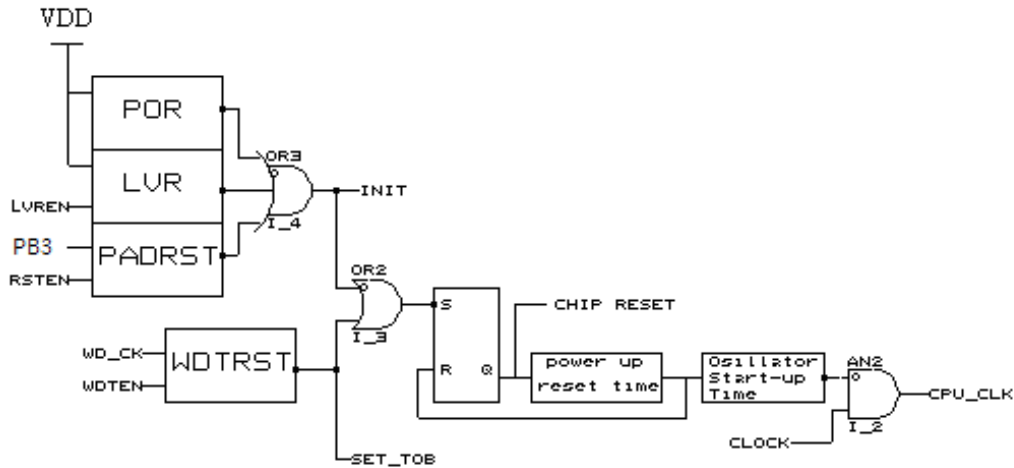 VDD
POR
LVR
PADRST
LVREN
PB3
RSTEN
OR3
I_4
INIT
OR2
I_3
WD_CK
WDTEN
WDTRST
SET_TOB
S
R Q
CHIP RESET
power up
reset time
Osillator
Start-up
Time
AN2
I_2
CLOCK
CPU_CLK